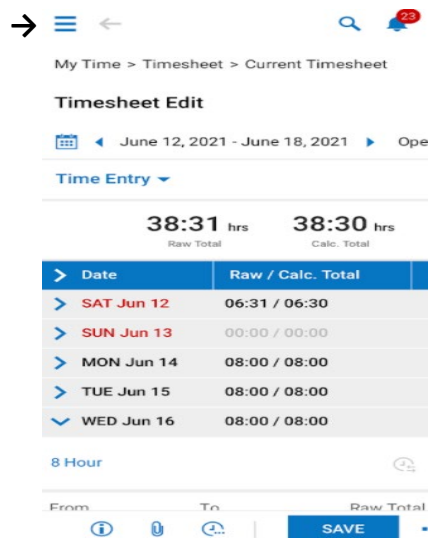 23
My Time > Timesheet > Current Timesheet
Timesheet Edit
June 12, 2021 - June 18, 2021 Ope
Time Entry
38:31 hrs 38:30 hrs
Raw Total Calc. Total
Date Raw / Calc. Total
SAT Jun 12 06:31 / 06:30
SUN Jun 13 00:00 / 00:00
MON Jun 14 08:00 / 08:00
TUE Jun 15 08:00 / 08:00
WED Jun 16 08:00 / 08:00
8 Hour
From To Raw Total
SAVE